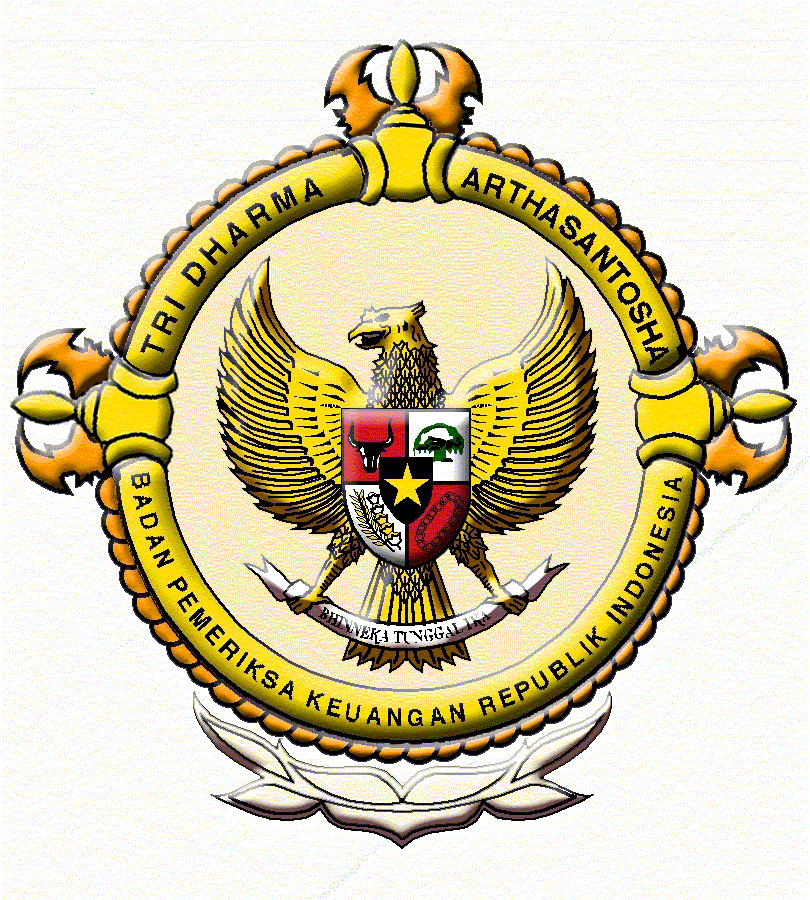 TRI DHARMA ARTHASANTOSHA
BHINNEKA TUNGGAL IKA
BADAN PEMERIKSA KEUANGAN REPUBLIK INDONESIA